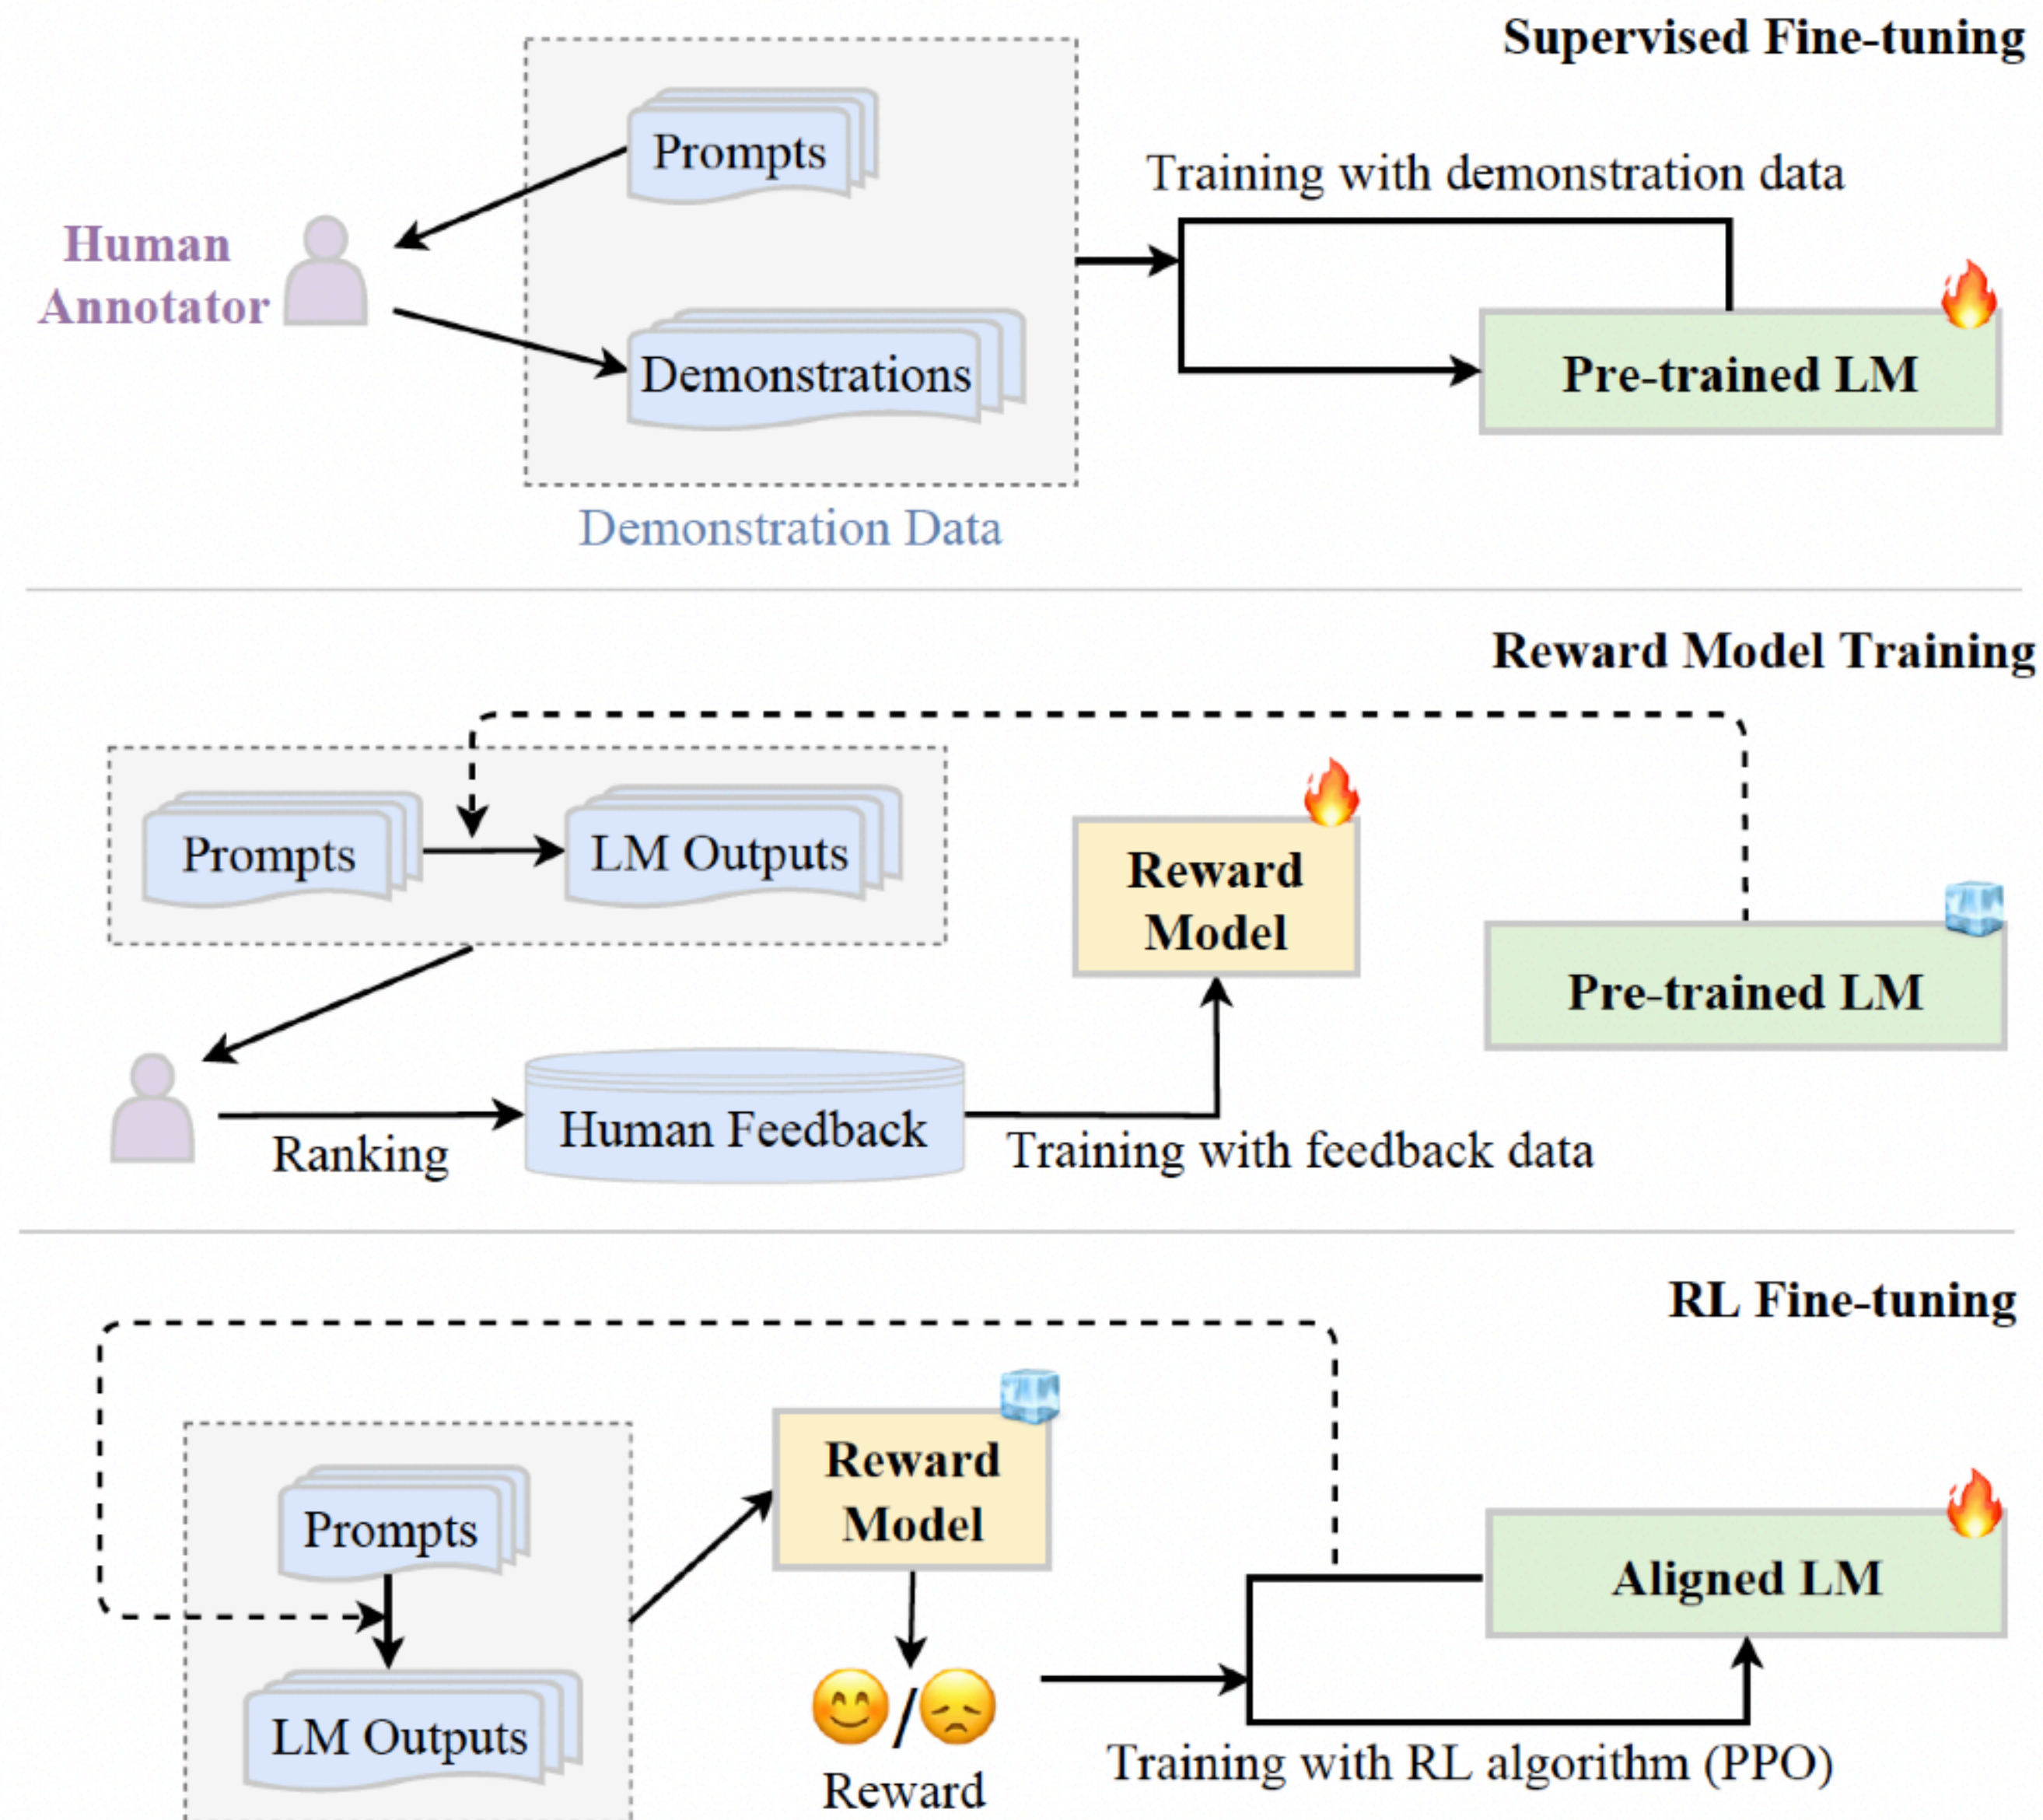 Supervised Fine-tuning
Prompts
Training with demonstration data
Human
Annotator
Demonstrations
Pre-trained LM
Demonstration Data
Reward Model Training
Prompts
LM Outputs
Reward
Model
Pre-trained LM
Ranking
Human Feedback
Training with feedback data
RL Fine-tuning
Prompts
Reward
Model
Aligned LM
LM Outputs
/
Reward
Training with RL algorithm (PPO)